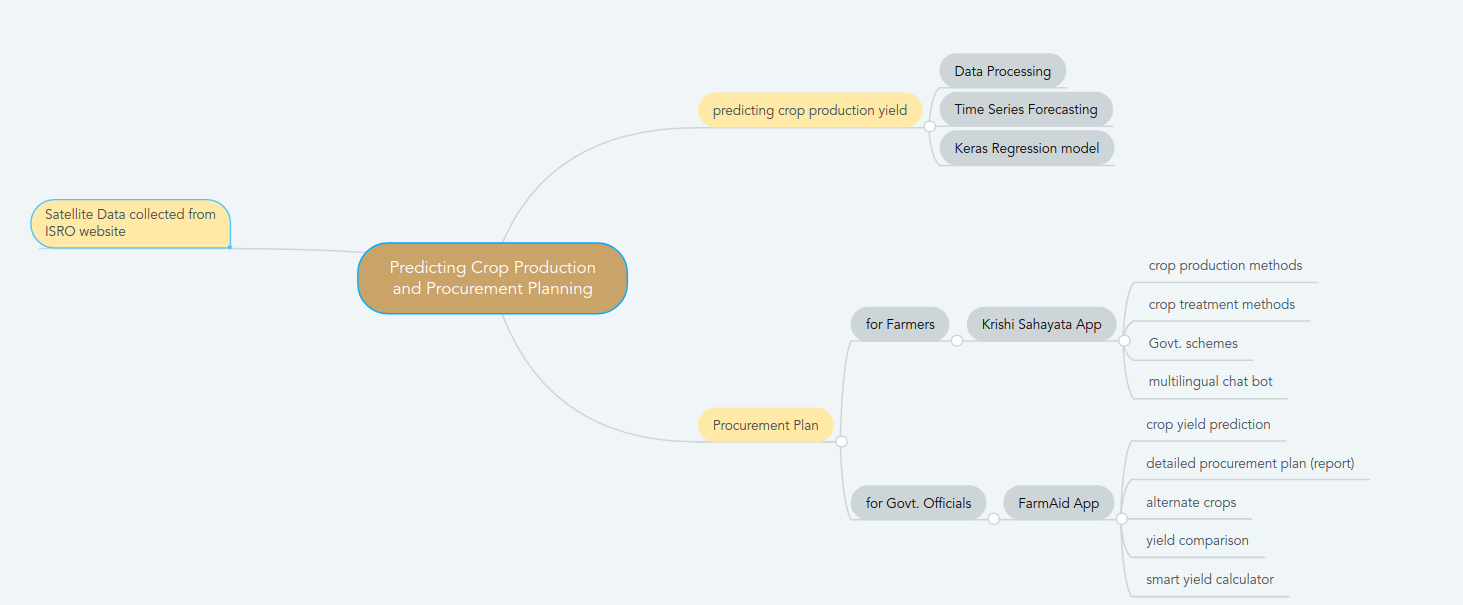 Data Processing
predicting crop production yield
Time Series Forecasting
Keras Regression model
Satellite Data collected from
ISRO website
Predicting Crop Production
and Procurement Planning
crop production methods
crop treatment methods
for Farmers
Krishi Sahayata App
Govt. schemes
multilingual chat bot
Procurement Plan
crop yield prediction
detailed procurement plan (report)
for Govt. Officials
FarmAid App
alternate crops
yield comparison
smart yield calculator